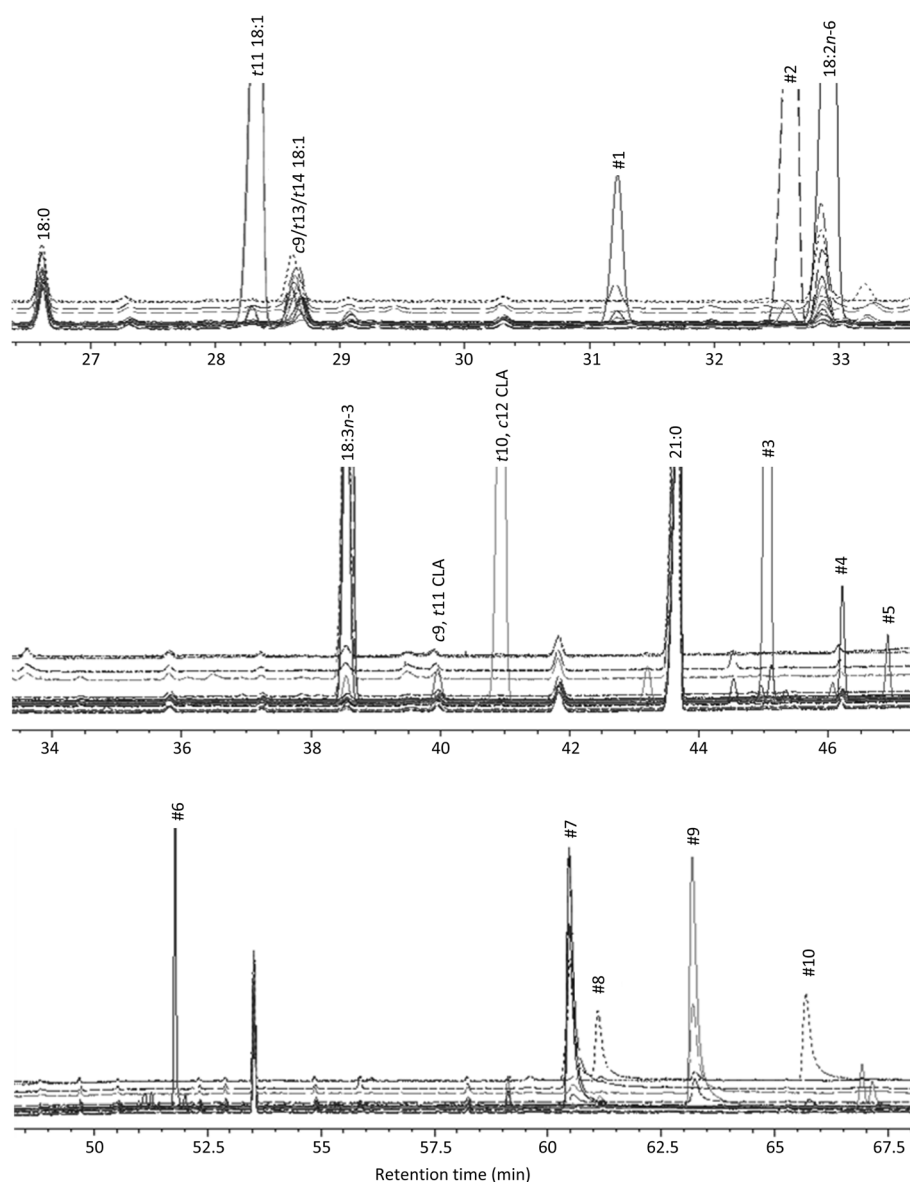 18:0
t11 18:1
c9/t13/t14 18:1
#1
#2
18:2n-6
27 28 29 30 31 32 33
18:3n-3
c9, t11 CLA
t10, c12 CLA
21:0
#3
#4
#5
34 36 38 40 42 44 46
#6
#7
#8
#9
#10
50 52.5 55 57.5 60 62.5 65 67.5
Retention time (min)